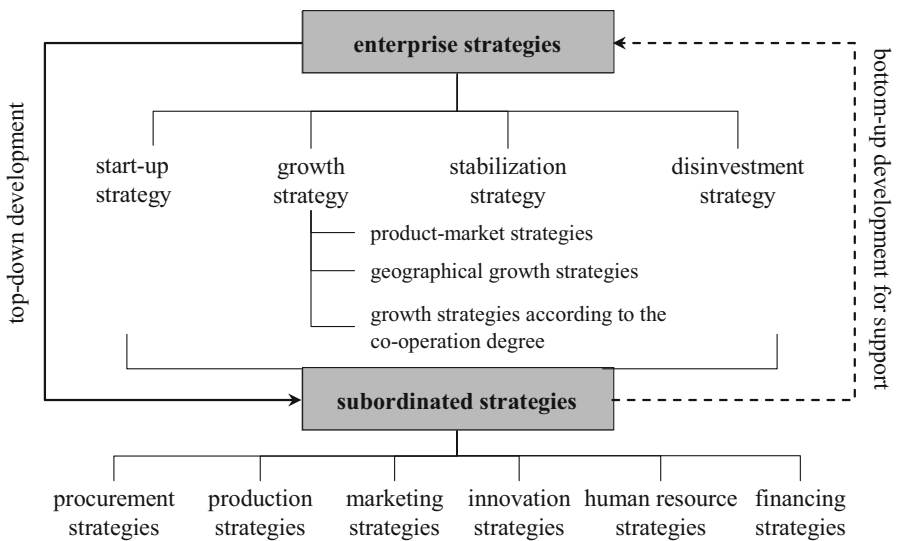 enterprise strategies
top-down development
bottom-up development for support
start-up
strategy
growth
strategy
stabilization
strategy
disinvestment
strategy
product-market strategies
geographical growth strategies
growth strategies according to the
co-operation degree
subordinated strategies
procurement
strategies
production
strategies
marketing
strategies
innovation
strategies
human resource
strategies
financing
strategies